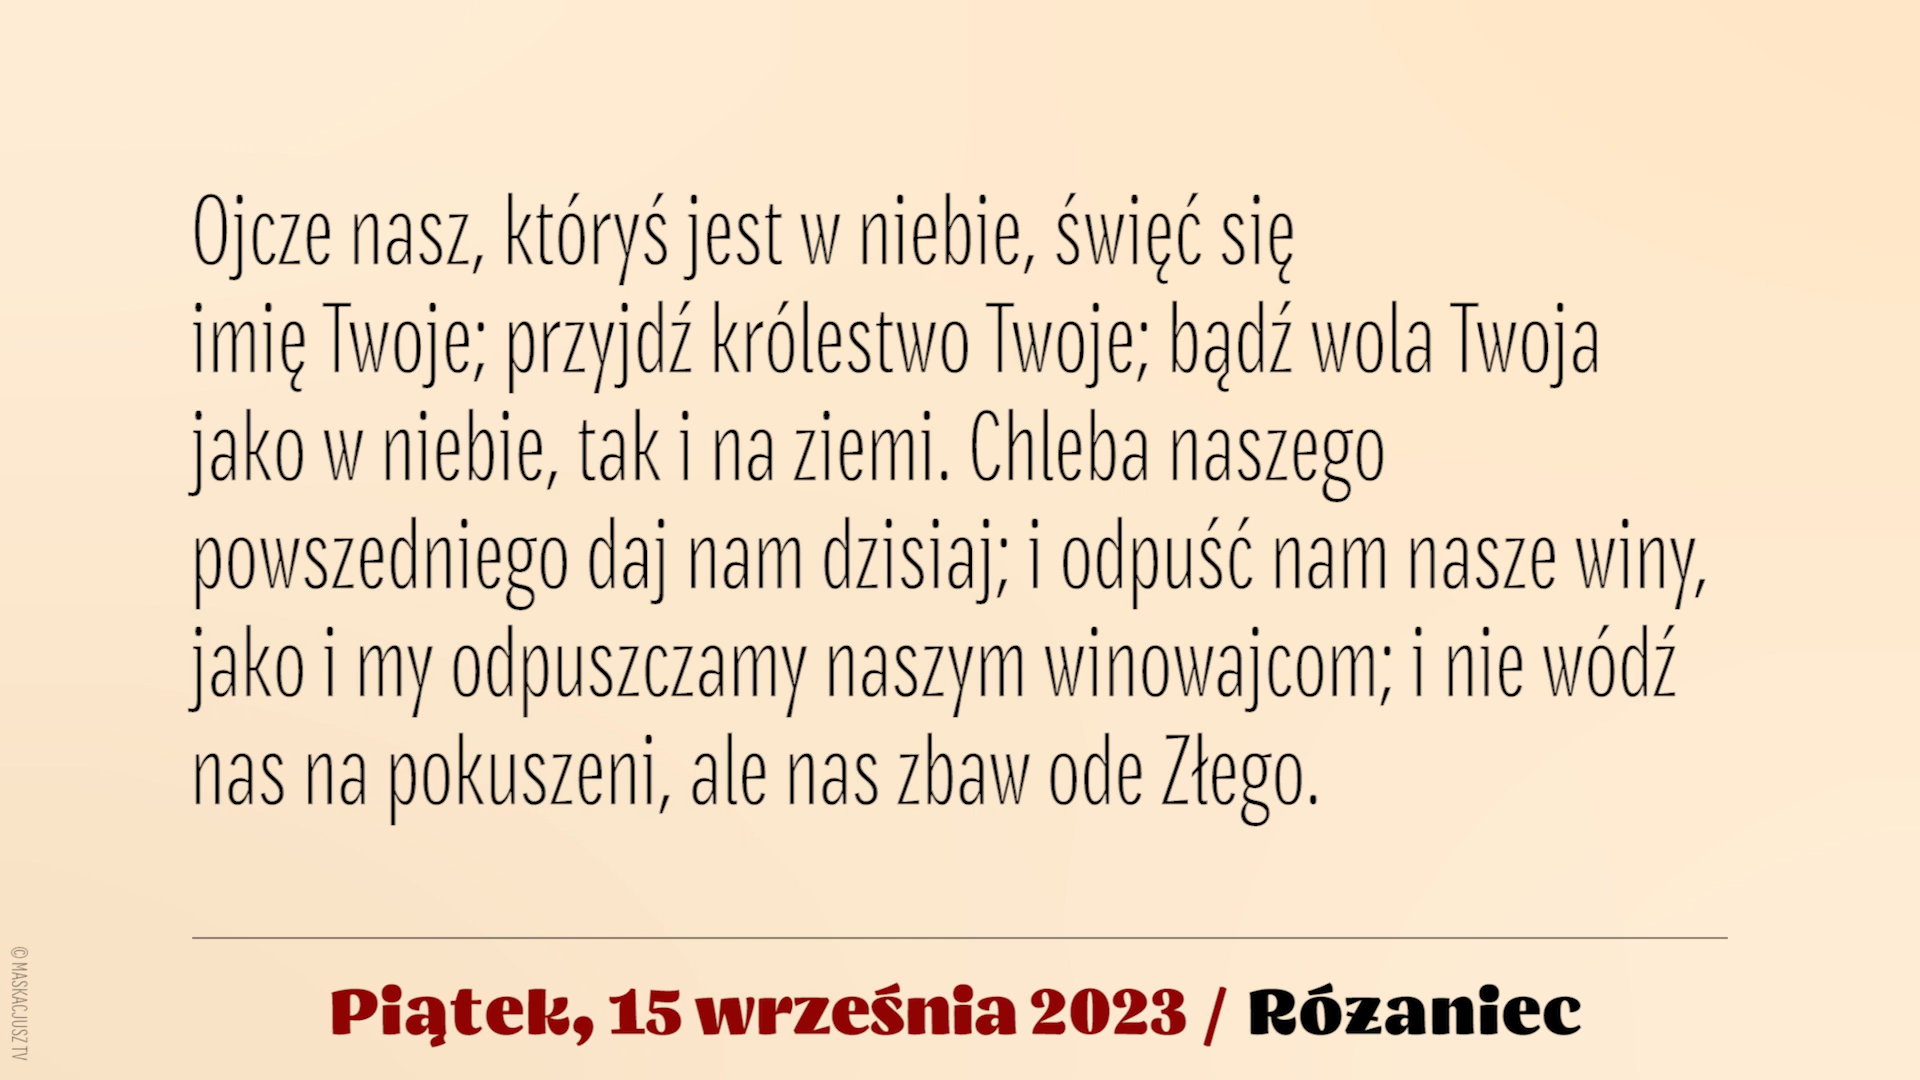 Ojcze nasz, któryś jest w niebie, święć się
imię Twoje; przyjdź królestwo Twoje; bądź wola Twoja
jako w niebie, tak i na ziemi. Chleba naszego
powszedniego daj nam dzisiaj; i odpuść nam nasze winy,
jako i my odpuszczamy naszym winowajcom; i nie wódź
nas na pokuszeni, ale nas zbaw ode Złego.
Piątek, 15 września 2023 / Różaniec
© MASKACJUSZ TV